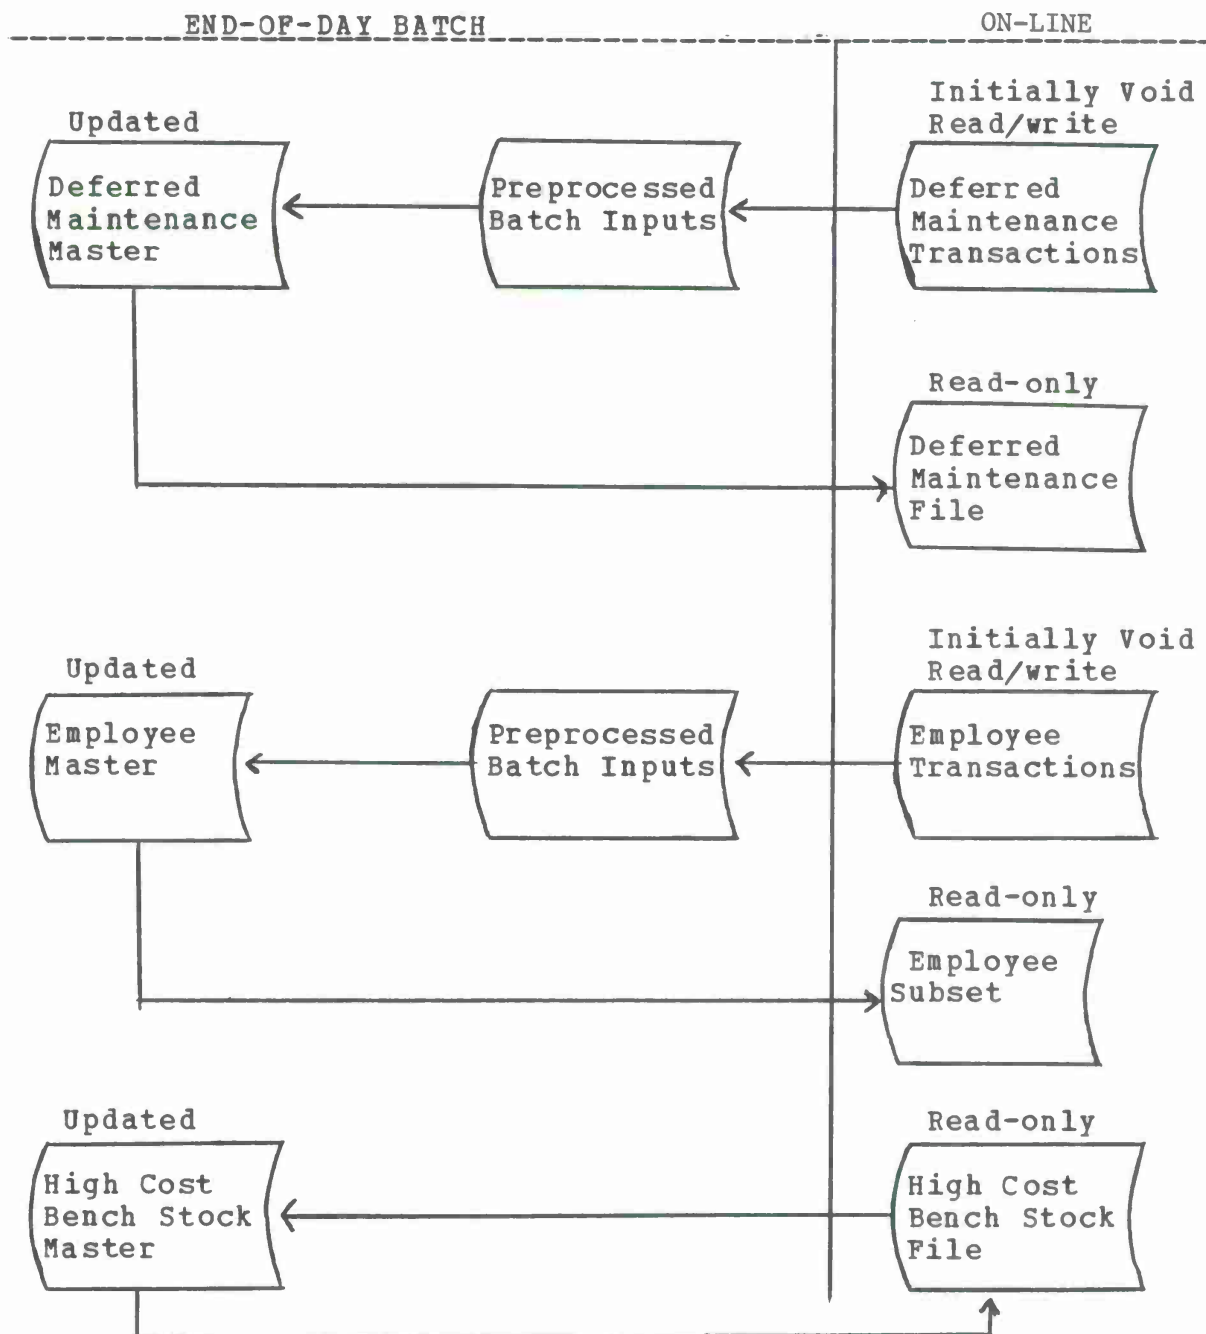 END-OF-DAY BATCH
ON-LINE
Updated
Deferred
Maintenance
Master
Preprocessed
Batch Inputs
Initially Void
Read/write
Deferred
Maintenance
Transactions
Read-only
Deferred
Maintenance
File
Updated
Employee
Master
Preprocessed
Batch Inputs
Initially Void
Read/write
Employee
Transactions
Read-only
Employee
Subset
Updated
High Cost
Bench Stock
Master
Read-only
High Cost
Bench Stock
File